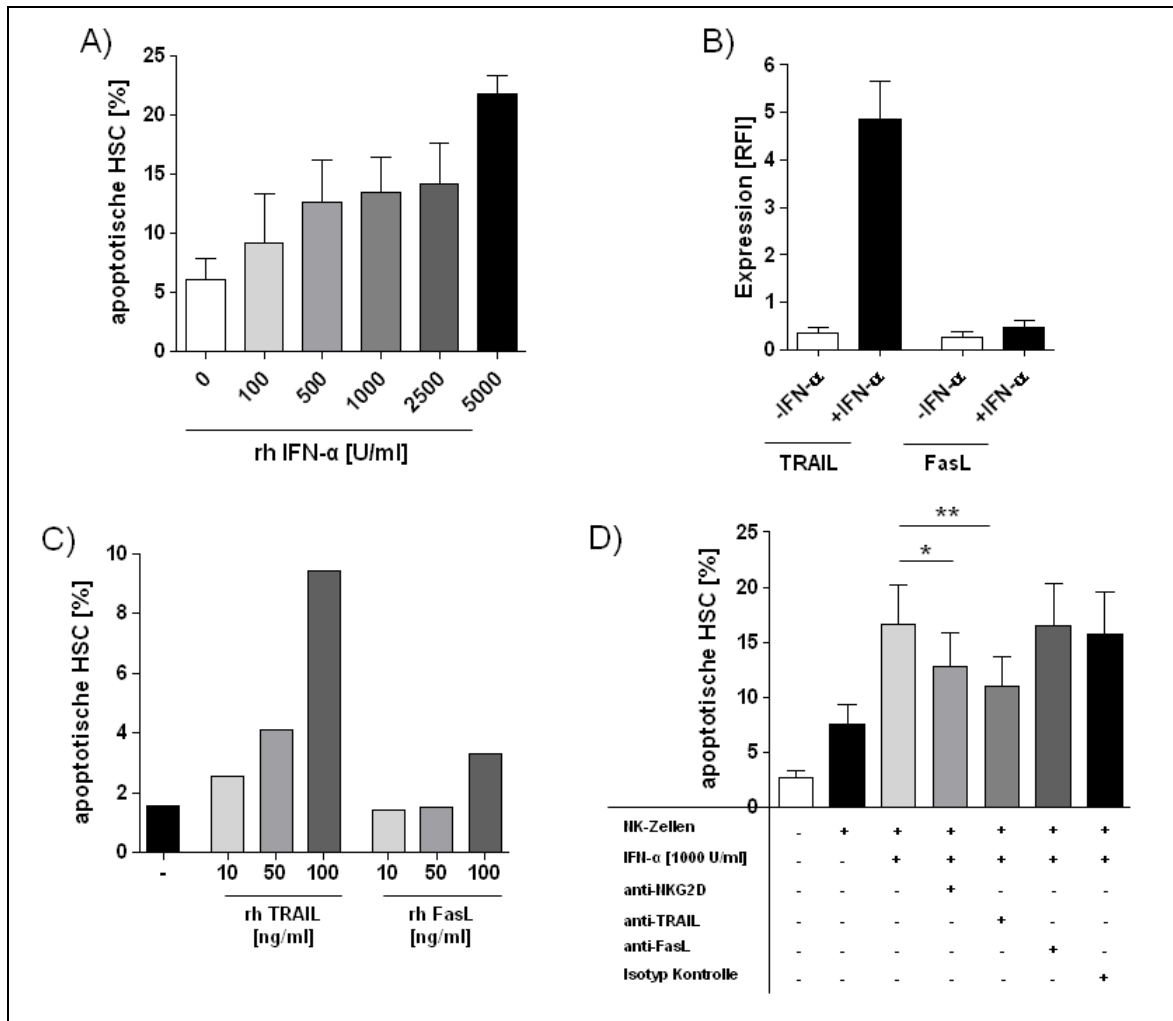 A)
apoptotische HSC [%]
25
20
15
10
5
0
0 100 500 1000 2500 5000
rh IFN-α [U/ml]
B)
Expression [RFI]
6
5
4
3
2
1
0
-IFN-α +IFN-α -IFN-α +IFN-α
TRAIL FasL
C)
apoptotische HSC [%]
10
8
6
4
2
0
- 10 50 100 10 50 100
rh TRAIL rh FasL
[ng/ml] [ng/ml]
D)
apoptotische HSC [%]
25
20
15
10
5
0
**
*
NK-Zellen - + + + + + +
IFN-α [1000 U/ml] - - + + + + +
anti-NKG2D - - - + - - -
anti-TRAIL - - - - + - -
anti-FasL - - - - - + -
Isotyp Kontrolle - - - - - - +